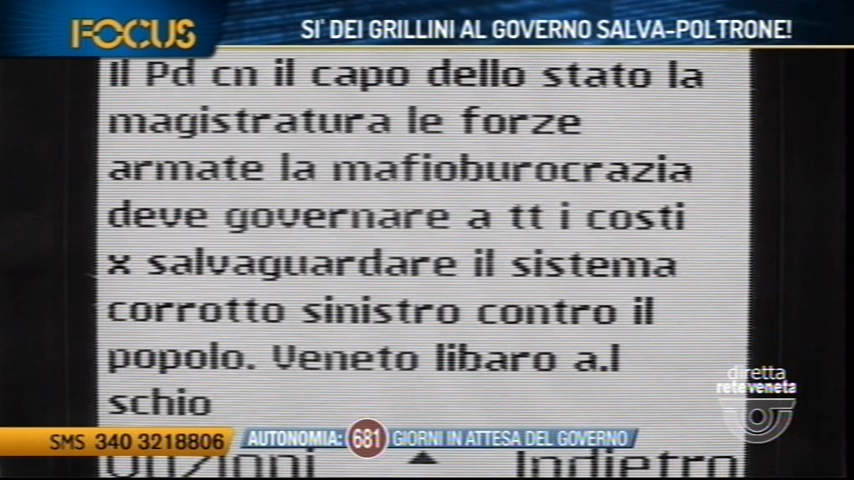 FOCUS
SI' DEI GRILLINI AL GOVERNO SALVA-POLTRONE!
Il Pd cn il capo dello stato la
magistratura le forze
armate la mafioburocrazia
deve governare a tt i costi
x salvaguardare il sistema
corrotto sinistro contro il
popolo. Veneto libaro a.l
schio
diretta
reteveneta
SMS 340 3218806
AUTONOMIA: 681 GIORNI IN ATTESA DEL GOVERNO
Opzioni Indietro